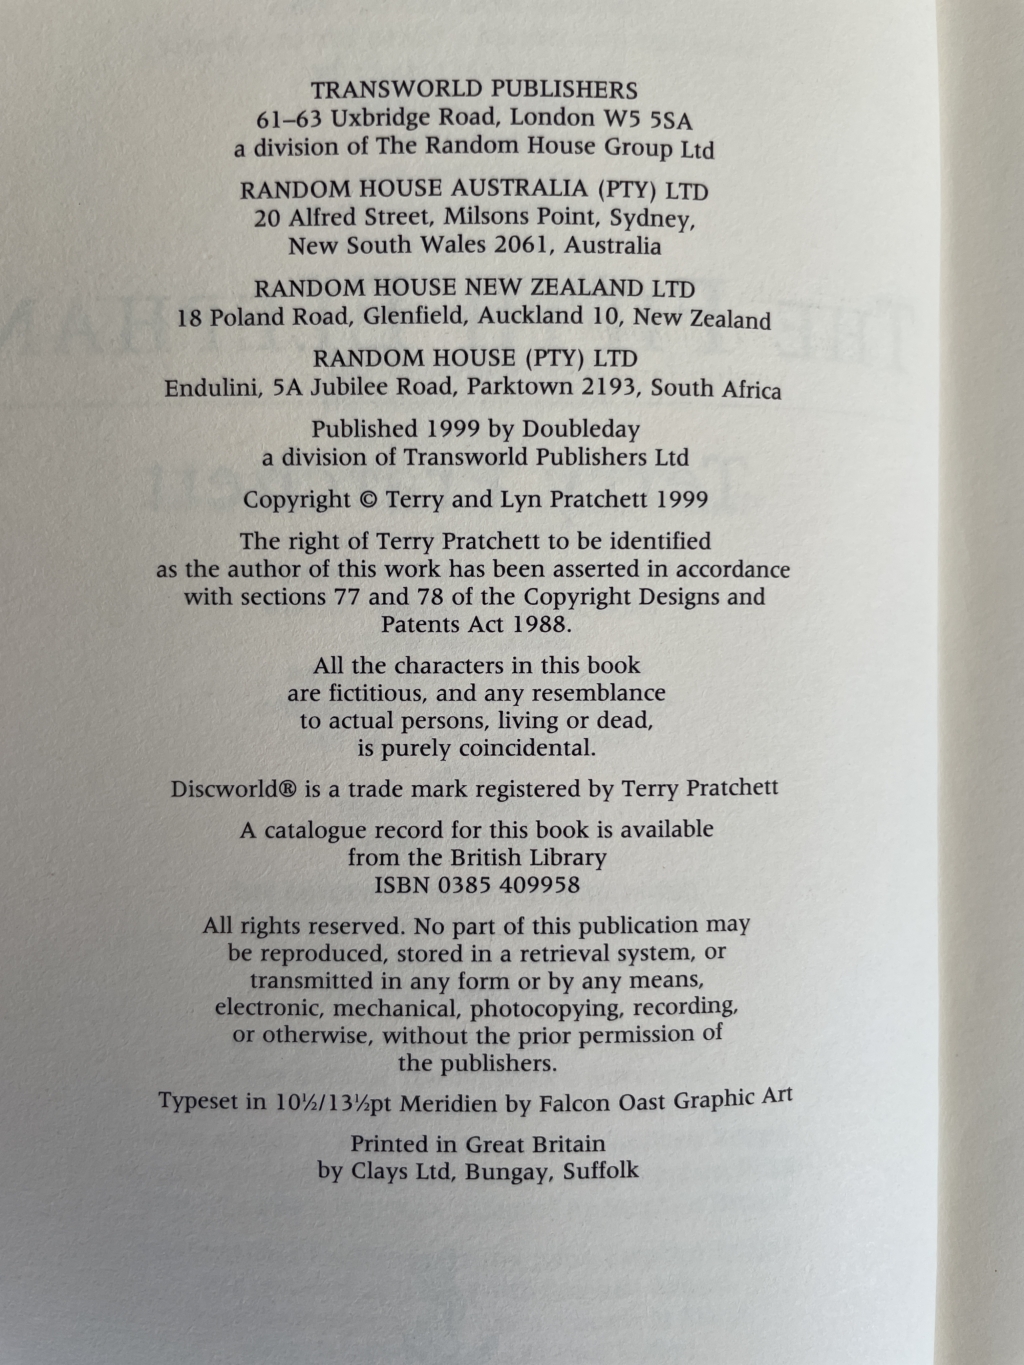 TRANSWORLD PUBLISHERS
61–63 Uxbridge Road, London W5 5SA
a division of The Random House Group Ltd
RANDOM HOUSE AUSTRALIA (PTY) LTD
20 Alfred Street, Milsons Point, Sydney,
New South Wales 2061, Australia
RANDOM HOUSE NEW ZEALAND LTD
18 Poland Road, Glenfield, Auckland 10, New Zealand
RANDOM HOUSE (PTY) LTD
Endulini, 5A Jubilee Road, Parktown 2193, South Africa
Published 1999 by Doubleday
a division of Transworld Publishers Ltd
Copyright © Terry and Lyn Pratchett 1999
The right of Terry Pratchett to be identified
as the author of this work has been asserted in accordance
with sections 77 and 78 of the Copyright Designs and
Patents Act 1988.
All the characters in this book
are fictitious, and any resemblance
to actual persons, living or dead,
is purely coincidental.
Discworld® is a trade mark registered by Terry Pratchett
A catalogue record for this book is available
from the British Library
ISBN 0385 409958
All rights reserved. No part of this publication may
be reproduced, stored in a retrieval system, or
transmitted in any form or by any means,
electronic, mechanical, photocopying, recording,
or otherwise, without the prior permission of
the publishers.
Typeset in 10½/13½pt Meridien by Falcon Oast Graphic Art
Printed in Great Britain
by Clays Ltd, Bungay, Suffolk